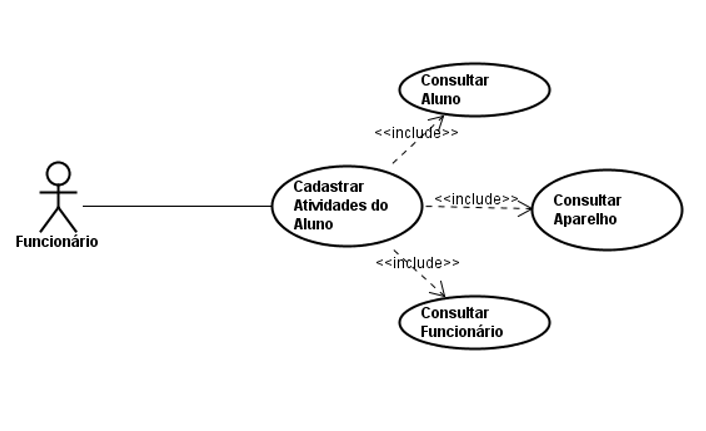 Consultar
Aluno
<<include>>
Cadastrar
Atividades do
Aluno
<<include>>
Consultar
Aparelho
Funcionário
<<include>>
Consultar
Funcionário